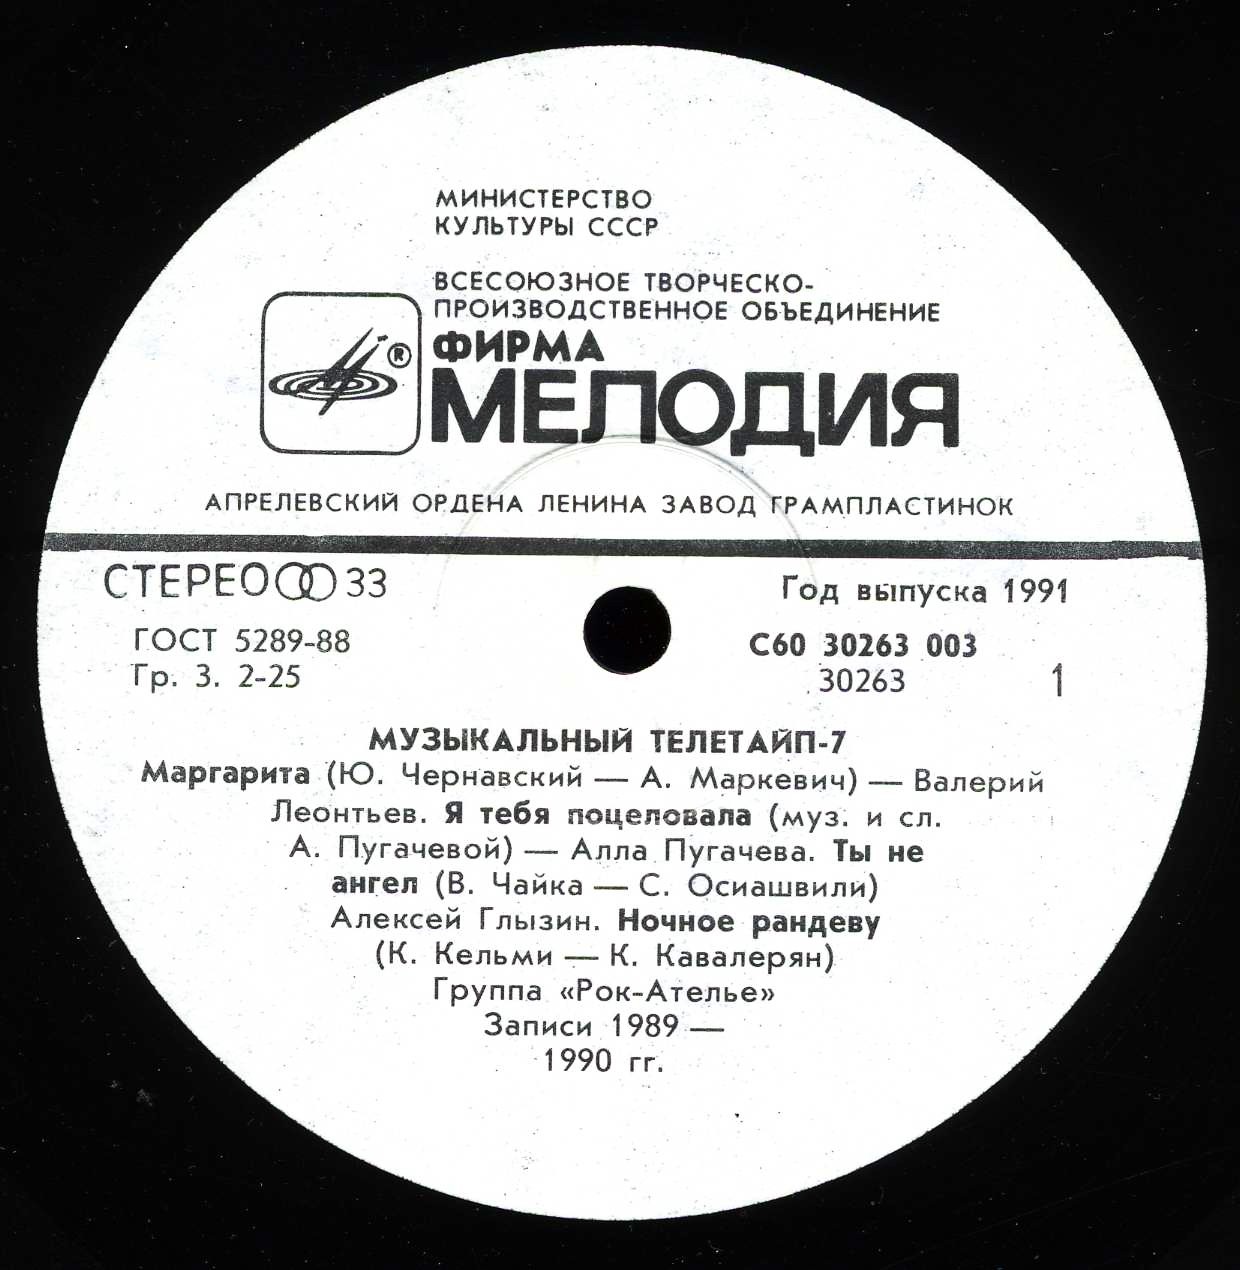 МИНИСТЕРСТВО
КУЛЬТУРЫ СССР
ВСЕСОЮЗНОЕ ТВОРЧЕСКО-
ПРОИЗВОДСТВЕННОЕ ОБЪЕДИНЕНИЕ
ФИРМА
®
МЕЛОДИЯ
АПРЕЛЕВСКИЙ ОРДЕНА ЛЕНИНА ЗАВОД ГРАМПЛАСТИНОК
СТЕРЕО 33
Год выпуска 1991
ГОСТ 5289-88
С60 30263 003
Гр. 3. 2-25
30263 1
МУЗЫКАЛЬНЫЙ ТЕЛЕТАЙП-7
Маргарита (Ю. Чернавский — А. Маркевич) — Валерий
Леонтьев. Я тебя поцеловала (муз. и сл.
А. Пугачевой) — Алла Пугачева. Ты не
ангел (В. Чайка — С. Осиашвили)
Алексей Глызин. Ночное рандеву
(К. Кельми — К. Кавалерян)
Группа «Рок-Ателье»
Записи 1989 —
1990 гг.